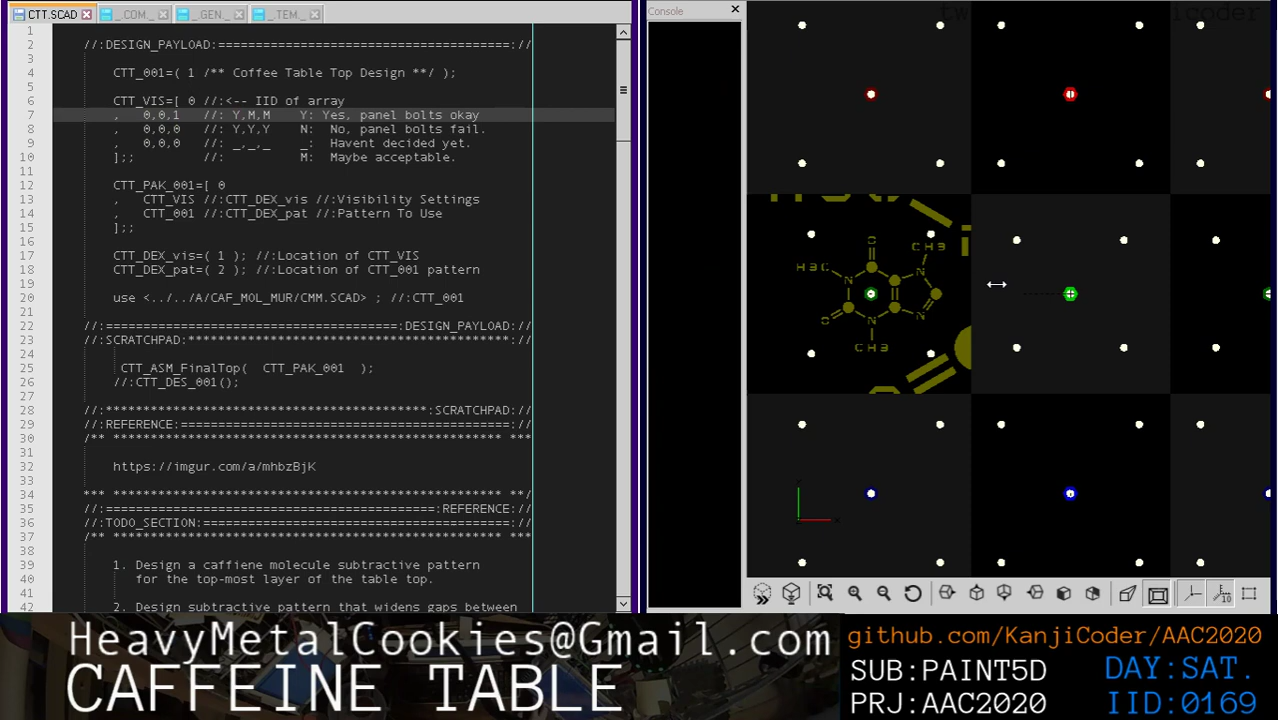 CTT.SCAD
_COM_
_GEN_
_TEM_
Console
1
2 //:DESIGN_PAYLOAD:=======================================://
3
4 CTT_001=( 1 /** Coffee Table Top Design **/ );
5
6 CTT_VIS=[ 0 //:<-- IID of array
7 , 0,0,1 //: Y,M,M Y: Yes, panel bolts okay
8 , 0,0,0 //: Y,Y,Y N: No, panel bolts fail.
9 , 0,0,0 //: _,_,_ _: Havent decided yet.
10 ];; //: M: Maybe acceptable.
11
12 CTT_PAK_001=[ 0
13 , CTT_VIS //:CTT_DEX_vis //:Visibility Settings
14 , CTT_001 //:CTT_DEX_pat //:Pattern To Use
15 ];;
16
17 CTT_DEX_vis=( 1 ); //:Location of CTT_VIS
18 CTT_DEX_pat=( 2 ); //:Location of CTT_001 pattern
19
20 use <../../A/CAF_MOL_MUR/CMM.SCAD> ; //:CTT_001
21
22 //:=======================================:DESIGN_PAYLOAD://
23 //:SCRATCHPAD:*******************************************://
24
25 CTT_ASM_FinalTop( CTT_PAK_001 );
26 //:CTT_DES_001();
27
28 //:*******************************************:SCRATCHPAD://
29 //:REFERENCE:============================================://
30 /** **************************************************** ***
31
32 https://imgur.com/a/mhbzBjK
33
34 *** **************************************************** **/
35 //:============================================:REFERENCE://
36 //:TODO_SECTION:=========================================://
37 /** **************************************************** ***
38
39 1. Design a caffiene molecule subtractive pattern
40 for the top-most layer of the table top.
41
42 2. Design subtractive pattern that widens gaps between
O
CH3
H3C
N
N
O
N
N
CH3
HeavyMetalCookies@Gmail.com
CAFFEINE TABLE
github.com/KanjiCoder/AAC2020
SUB:PAINT5D
DAY:SAT.
PRJ:AAC2020
IID:0169